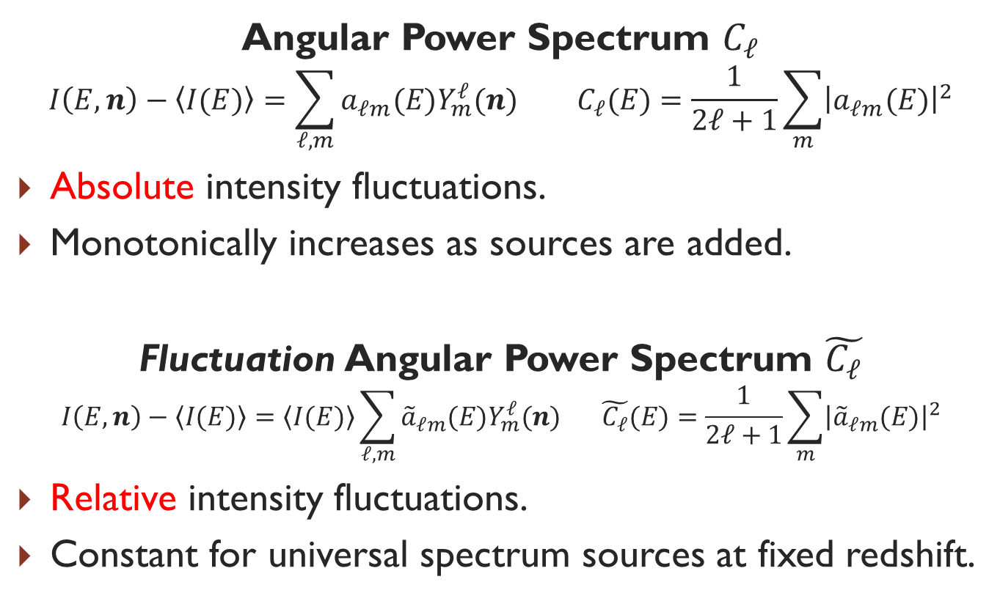 Angular Power Spectrum $C_\ell$
$I(E, \boldsymbol{n}) - \langle I(E) \rangle = \sum_{\ell,m} a_{\ell m}(E) Y_m^\ell(\boldsymbol{n})$ $C_\ell(E) = \frac{1}{2\ell + 1} \sum_m |a_{\ell m}(E)|^2$
Absolute intensity fluctuations.
Monotonically increases as sources are added.
Fluctuation Angular Power Spectrum $\widetilde{C_\ell}$
$I(E, \boldsymbol{n}) - \langle I(E) \rangle = \langle I(E) \rangle \sum_{\ell,m} \tilde{a}_{\ell m}(E) Y_m^\ell(\boldsymbol{n})$ $\widetilde{C_\ell}(E) = \frac{1}{2\ell + 1} \sum_m |\tilde{a}_{\ell m}(E)|^2$
Relative intensity fluctuations.
Constant for universal spectrum sources at fixed redshift.